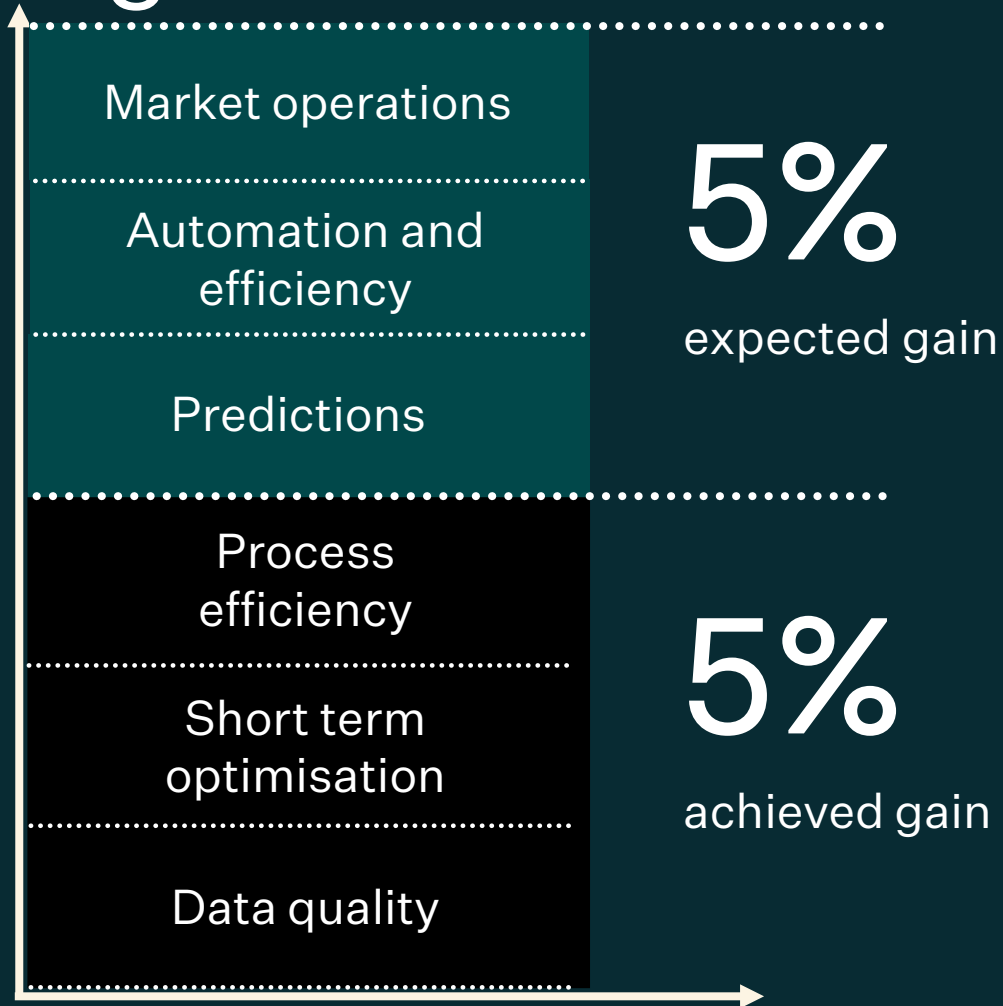 Market operations
5%
Automation and
efficiency
expected gain
Predictions
Process
efficiency
5%
Short term
optimisation
achieved gain
Data quality